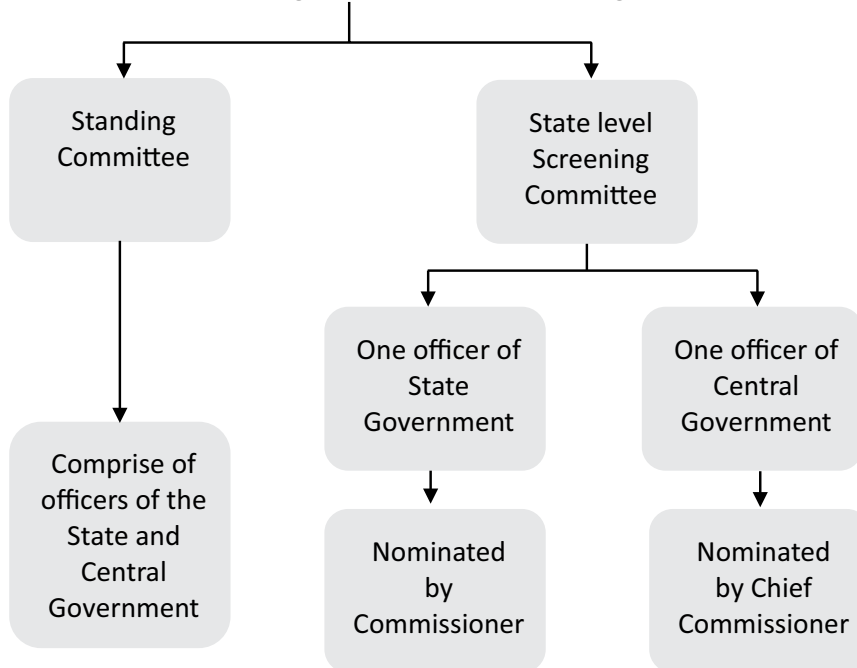 Standing
Committee
State level
Screening
Committee
One officer of
State
Government
One officer of
Central
Government
Comprise of
officers of the
State and
Central
Government
Nominated
by
Commissioner
Nominated
by Chief
Commissioner